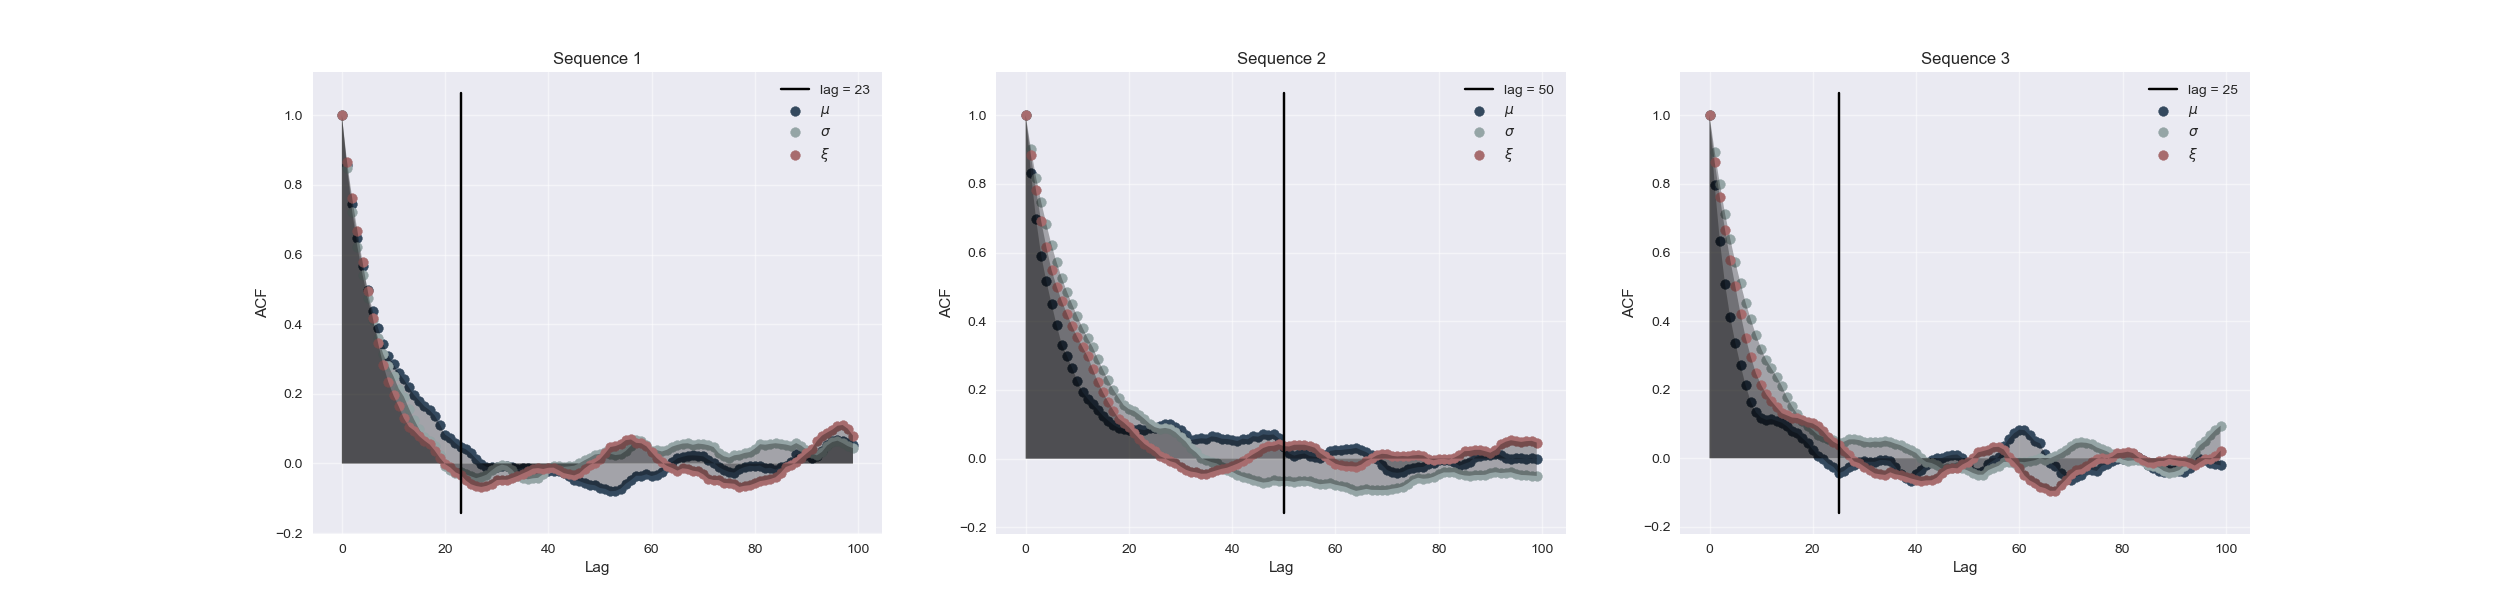 Sequence 1
ACF
1.0
0.8
0.6
0.4
0.2
0.0
−0.2
0 20 40 60 80 100
Lag
lag = 23
μ
σ
ξ
Sequence 2
ACF
1.0
0.8
0.6
0.4
0.2
0.0
−0.2
0 20 40 60 80 100
Lag
lag = 50
μ
σ
ξ
Sequence 3
ACF
1.0
0.8
0.6
0.4
0.2
0.0
−0.2
0 20 40 60 80 100
Lag
lag = 25
μ
σ
ξ